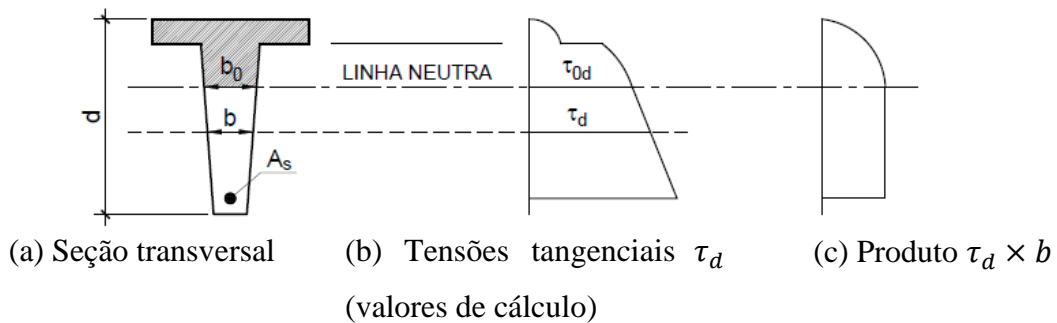 b₀
LINHA NEUTRA
τ₀d
d
b
τd
As
(a) Seção transversal
(b) Tensões tangenciais τd
(valores de cálculo)
(c) Produto τd × b